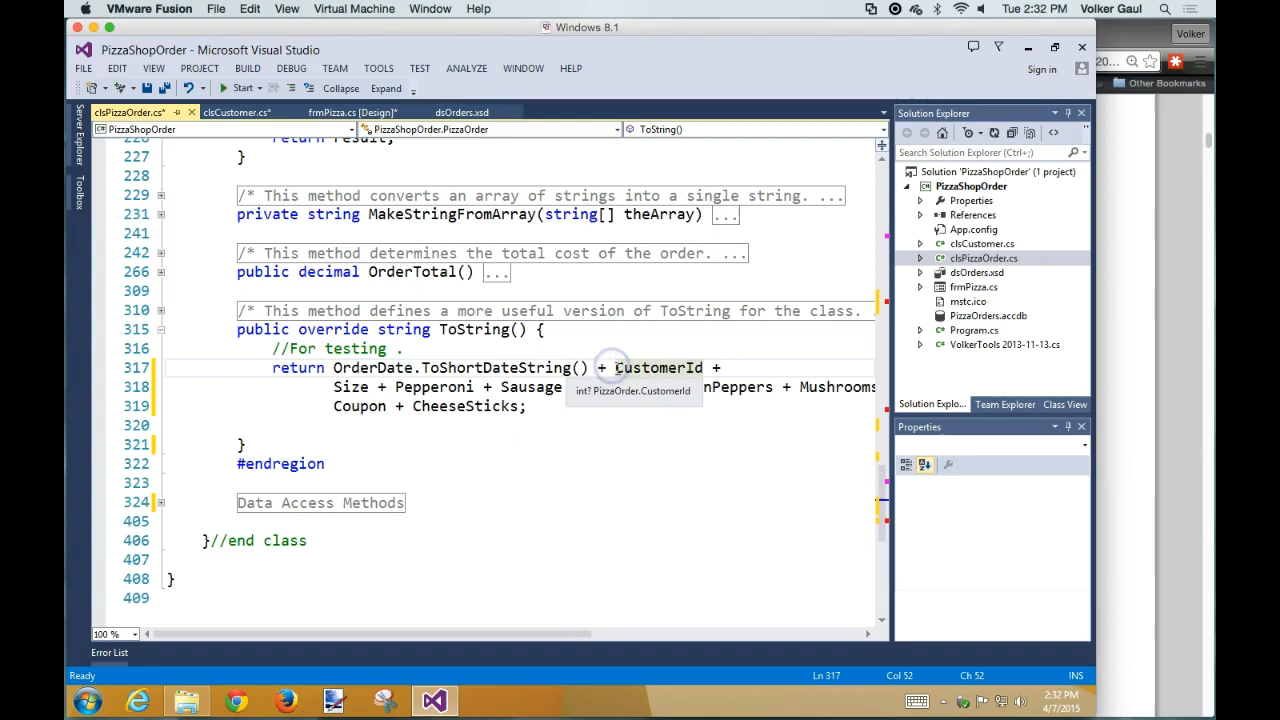 VMware Fusion File Edit View Virtual Machine Window Help Tue 2:32 PM Volker Gaul
Windows 8.1
Volker
PizzaShopOrder - Microsoft Visual Studio
20...
FILE EDIT VIEW PROJECT BUILD DEBUG TEAM TOOLS TEST ANALYZE WINDOW HELP Sign in
Other Bookmarks
Start Collapse Expand
Server Explorer
Toolbox
clsPizzaOrder.cs* clsCustomer.cs* frmPizza.cs [Design]* dsOrders.xsd
PizzaShopOrder PizzaShopOrder.PizzaOrder ToString()
226 return result;
227 }
228
229 /* This method converts an array of strings into a single string. ...
231 private string MakeStringFromArray(string[] theArray) ...
241
242 /* This method determines the total cost of the order. ...
266 public decimal OrderTotal() ...
309
310 /* This method defines a more useful version of ToString for the class.
315 public override string ToString() {
316 //For testing .
317 return OrderDate.ToShortDateString() + CustomerId +
318 Size + Pepperoni + Sausage nPeppers + Mushrooms
int? PizzaOrder.CustomerId
319 Coupon + CheeseSticks;
320
321 }
322 #endregion
323
324 Data Access Methods
405
406 }//end class
407
408 }
409
100 %
Error List
Solution Explorer
Search Solution Explorer (Ctrl+;)
Solution 'PizzaShopOrder' (1 project)
PizzaShopOrder
Properties
References
App.config
clsCustomer.cs
clsPizzaOrder.cs
dsOrders.xsd
frmPizza.cs
mstc.ico
PizzaOrders.accdb
Program.cs
VolkerTools 2013-11-13.cs
Solution Explo... Team Explorer Class View
Properties
Ready Ln 317 Col 52 Ch 52 INS
2:32 PM
4/7/2015